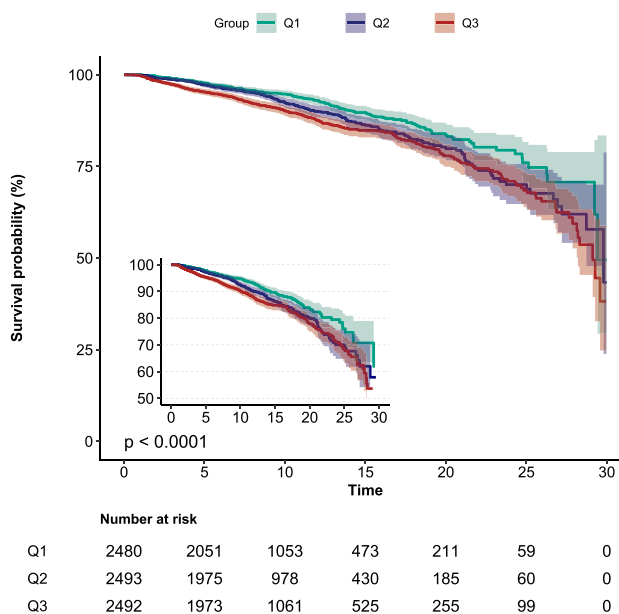 Group Q1 Q2 Q3
Survival probability (%)
100
75
50
25
0
100
90
80
70
60
50
0 5 10 15 20 25 30
p < 0.0001
0 5 10 15 20 25 30
Time
Number at risk
Q1 2480 2051 1053 473 211 59 0
Q2 2493 1975 978 430 185 60 0
Q3 2492 1973 1061 525 255 99 0